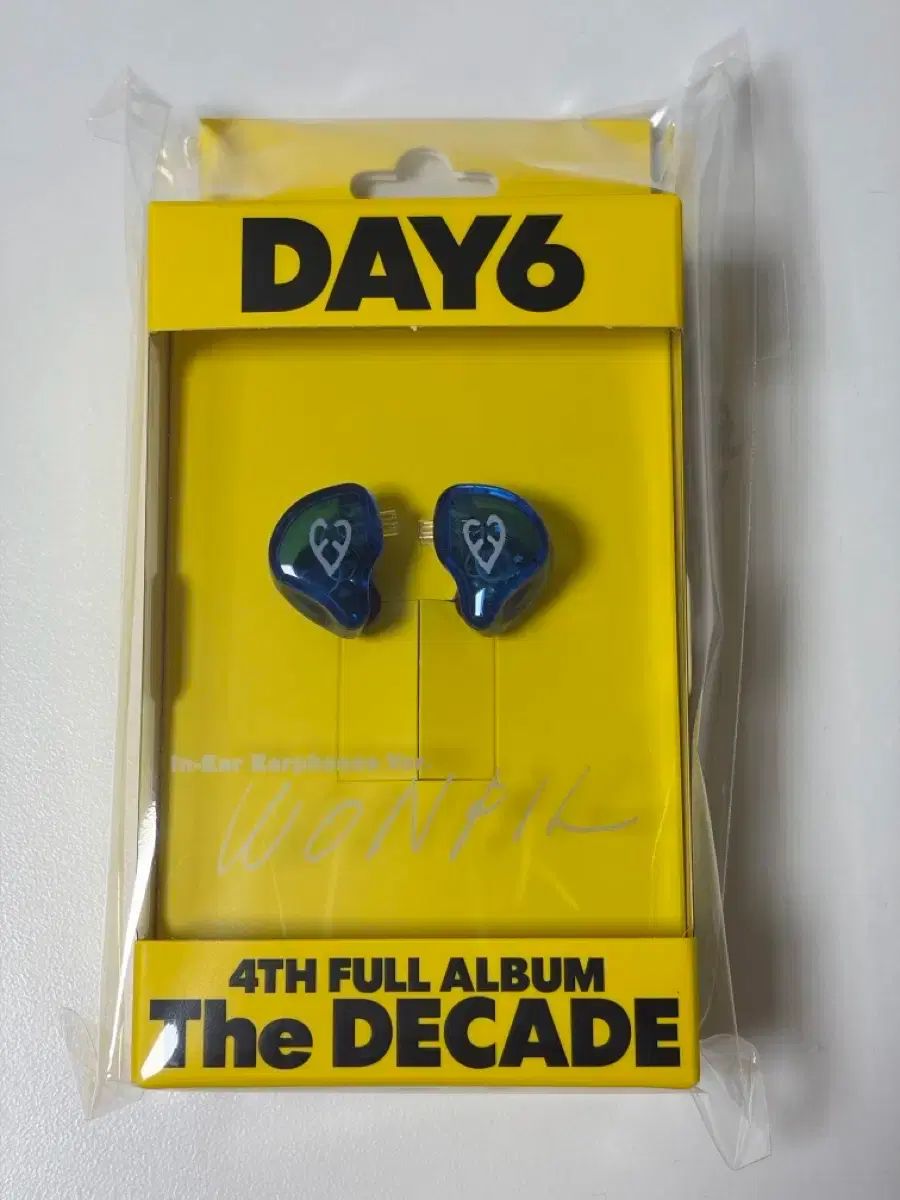 DAY6
In-Ear Earphones Ver.
WONPIL
4TH FULL ALBUM
The DECADE